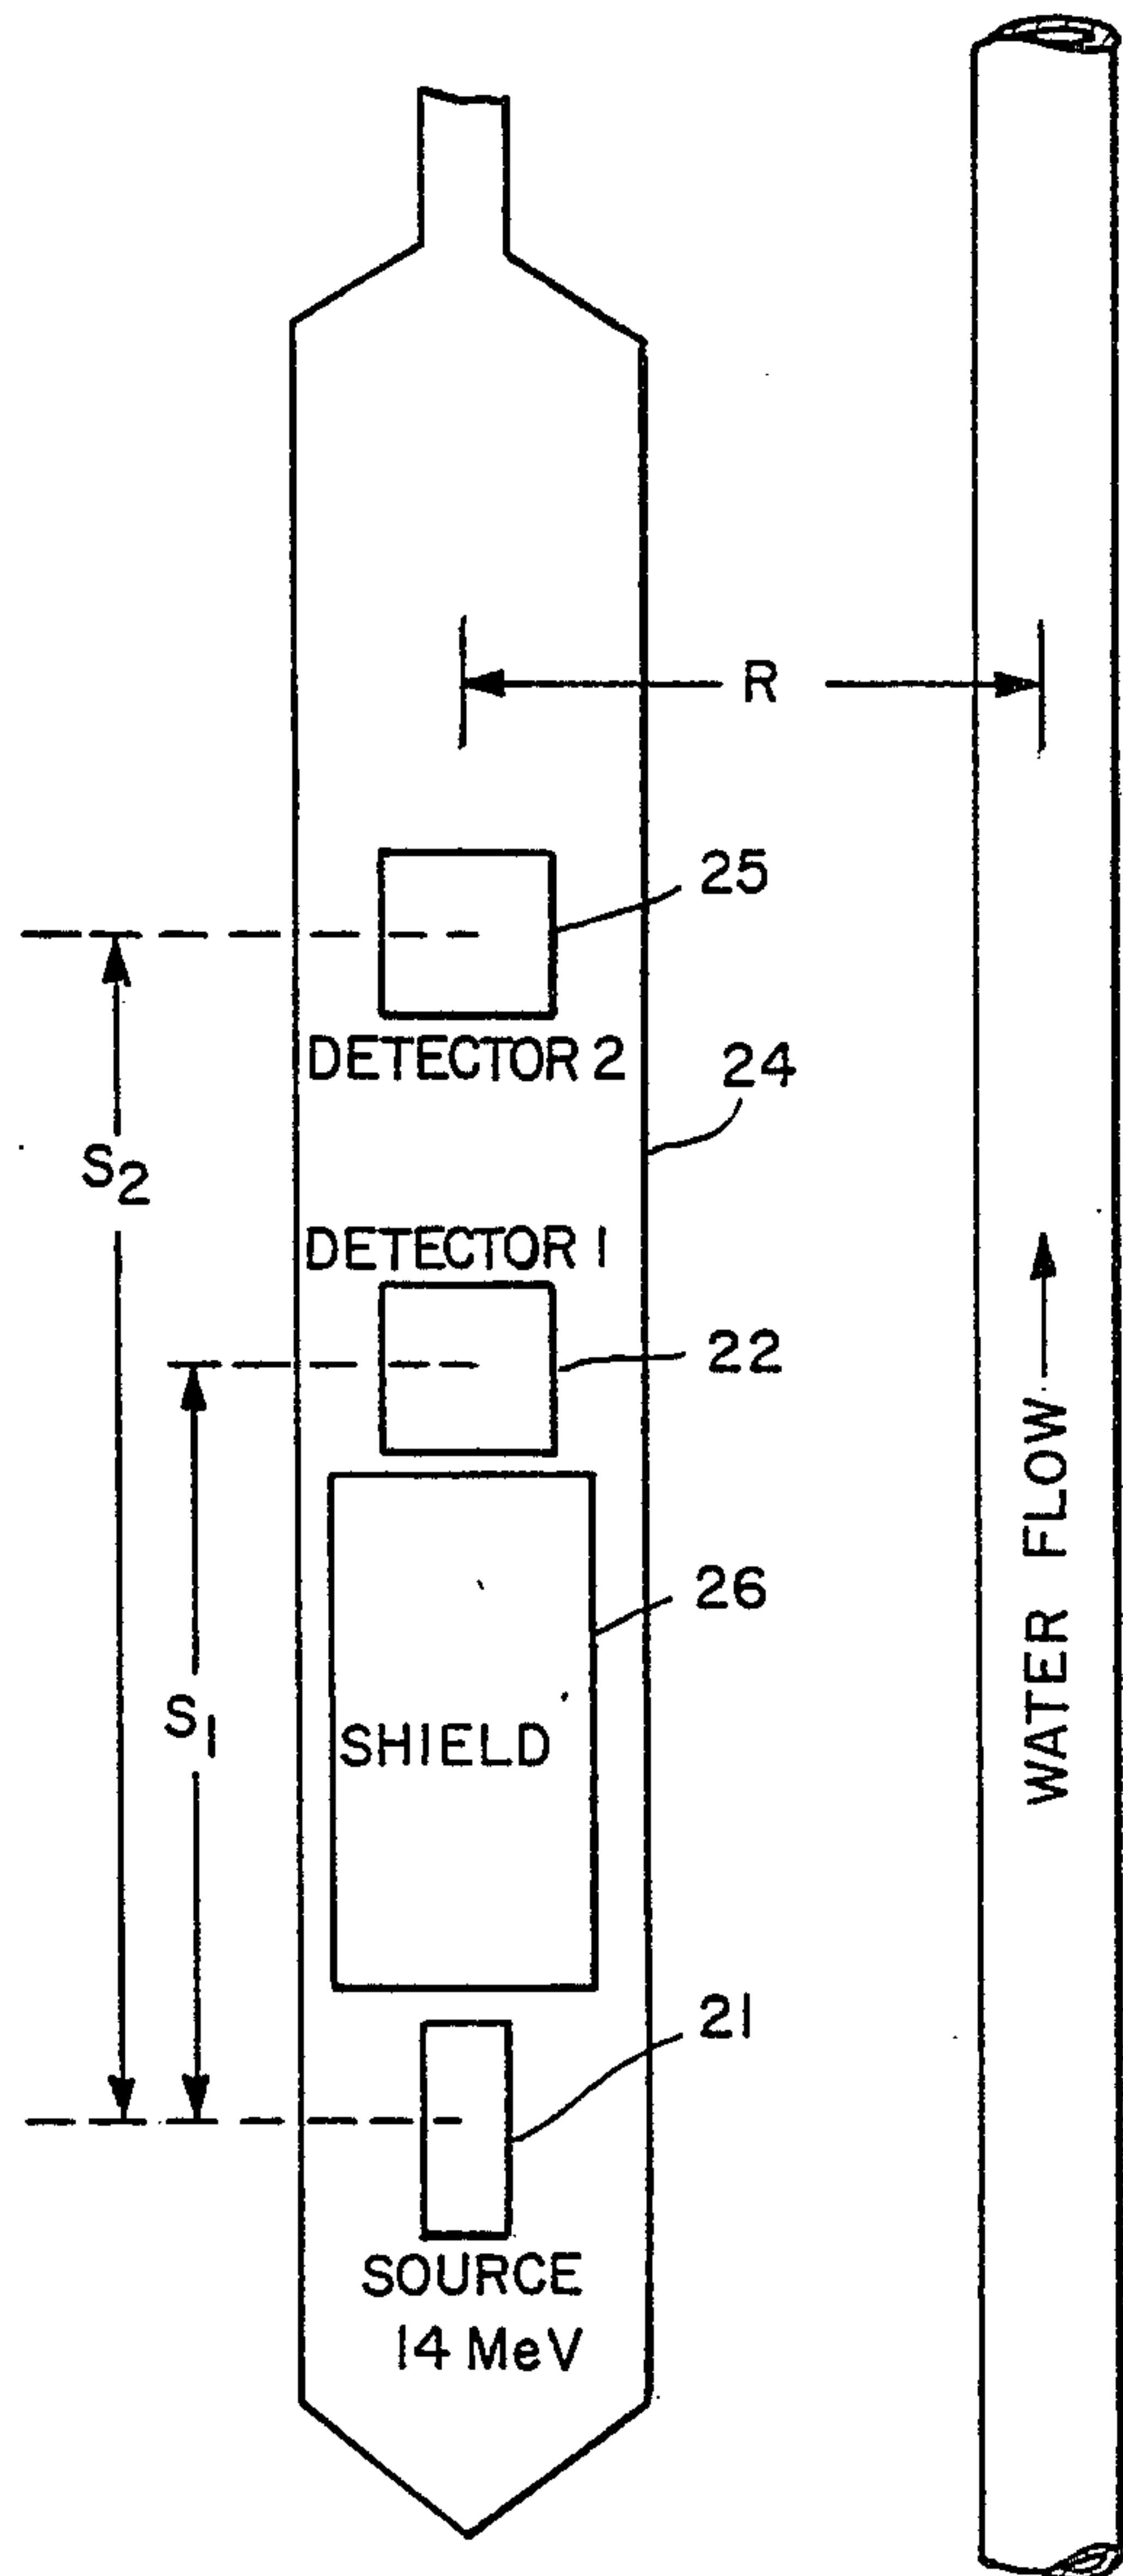 R
25
DETECTOR 2
24
S2
DETECTOR 1
22
26
S1
SHIELD
WATER FLOW
21
SOURCE
14 MeV